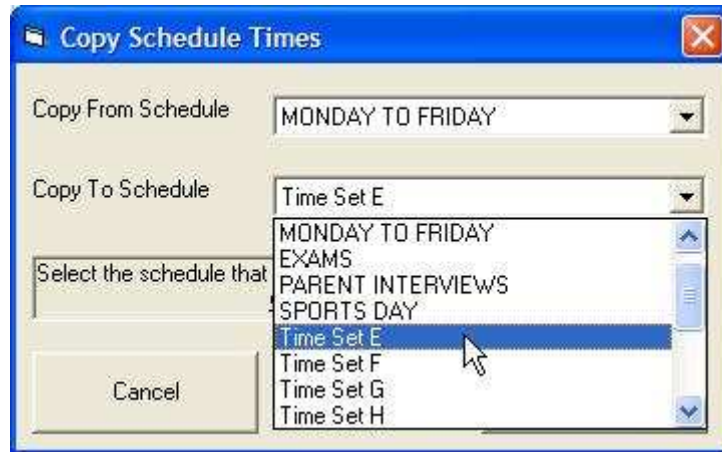 Copy Schedule Times
Copy From Schedule
MONDAY TO FRIDAY
Copy To Schedule
Time Set E
MONDAY TO FRIDAY
EXAMS
PARENT INTERVIEWS
SPORTS DAY
Time Set E
Time Set F
Time Set G
Time Set H
Select the schedule that
Cancel